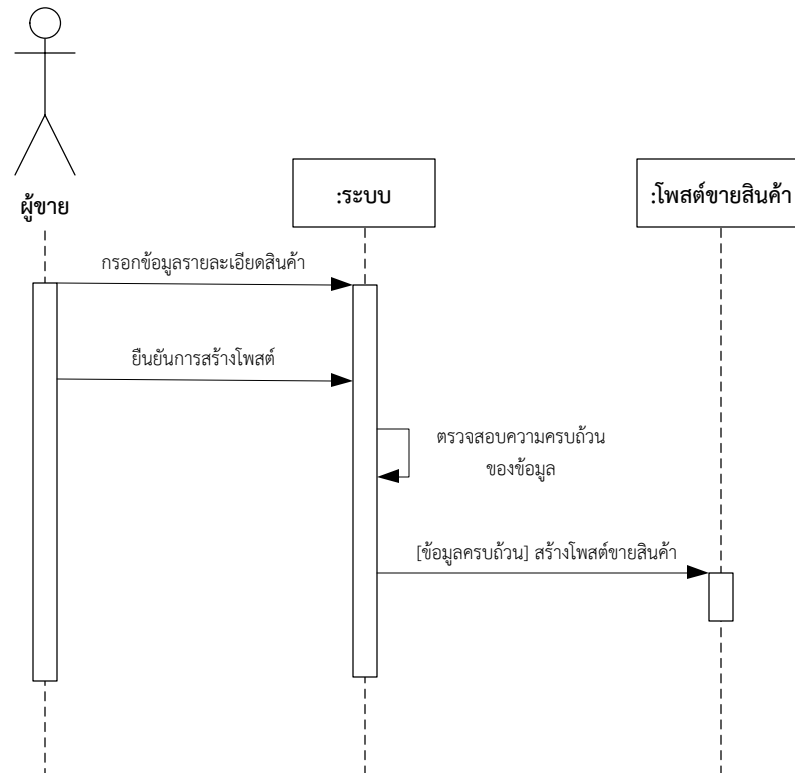 ผู้ขาย
:ระบบ
:โพสต์ขายสินค้า
กรอกข้อมูลรายละเอียดสินค้า
ยืนยันการสร้างโพสต์
ตรวจสอบความครบถ้วน
ของข้อมูล
[ข้อมูลครบถ้วน] สร้างโพสต์ขายสินค้า